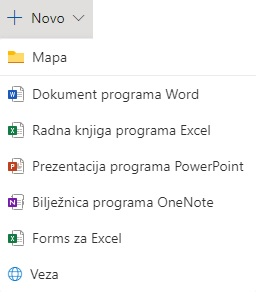 Novo
Mapa
Dokument programa Word
Radna knjiga programa Excel
Prezentacija programa PowerPoint
Bilježnica programa OneNote
Forms za Excel
Veza